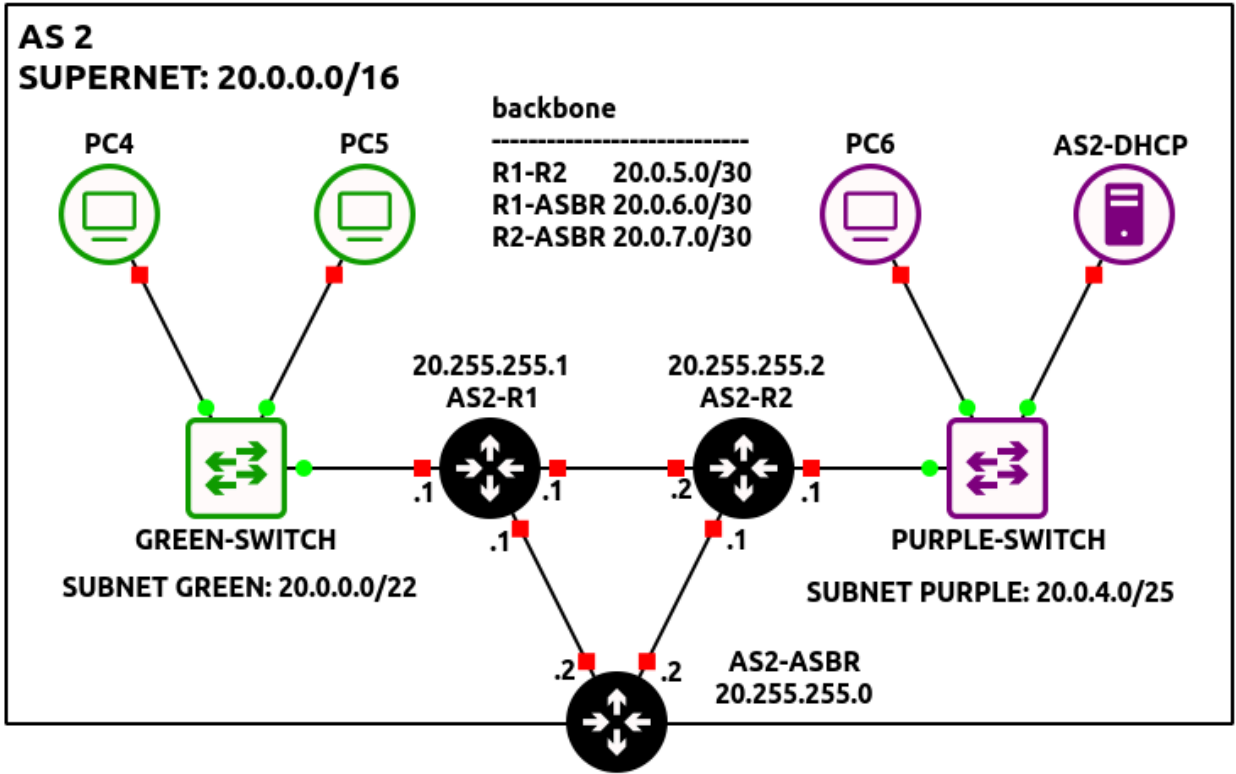 AS 2
SUPERNET: 20.0.0.0/16
backbone
----------------------------
R1-R2 20.0.5.0/30
R1-ASBR 20.0.6.0/30
R2-ASBR 20.0.7.0/30
PC4
PC5
PC6
AS2-DHCP
20.255.255.1
AS2-R1
20.255.255.2
AS2-R2
.1
.1
.2
.1
.1
.1
GREEN-SWITCH
PURPLE-SWITCH
SUBNET GREEN: 20.0.0.0/22
SUBNET PURPLE: 20.0.4.0/25
.2
.2
AS2-ASBR
20.255.255.0